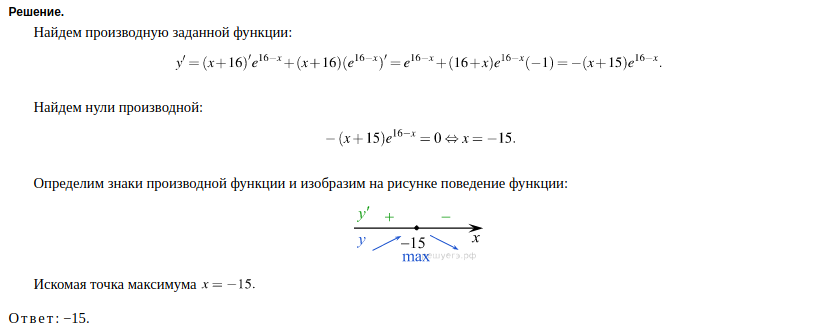 Решение.
Найдем производную заданной функции:
y′ = (x+16)′e^{16−x} + (x+16)(e^{16−x})′ = e^{16−x} + (16+x)e^{16−x}(−1) = −(x+15)e^{16−x}.
Найдем нули производной:
−(x+15)e^{16−x} = 0 ⇔ x = −15.
Определим знаки производной функции и изобразим на рисунке поведение функции:
y′ + −
y −15 x
max
Искомая точка максимума x = −15.
Ответ: −15.